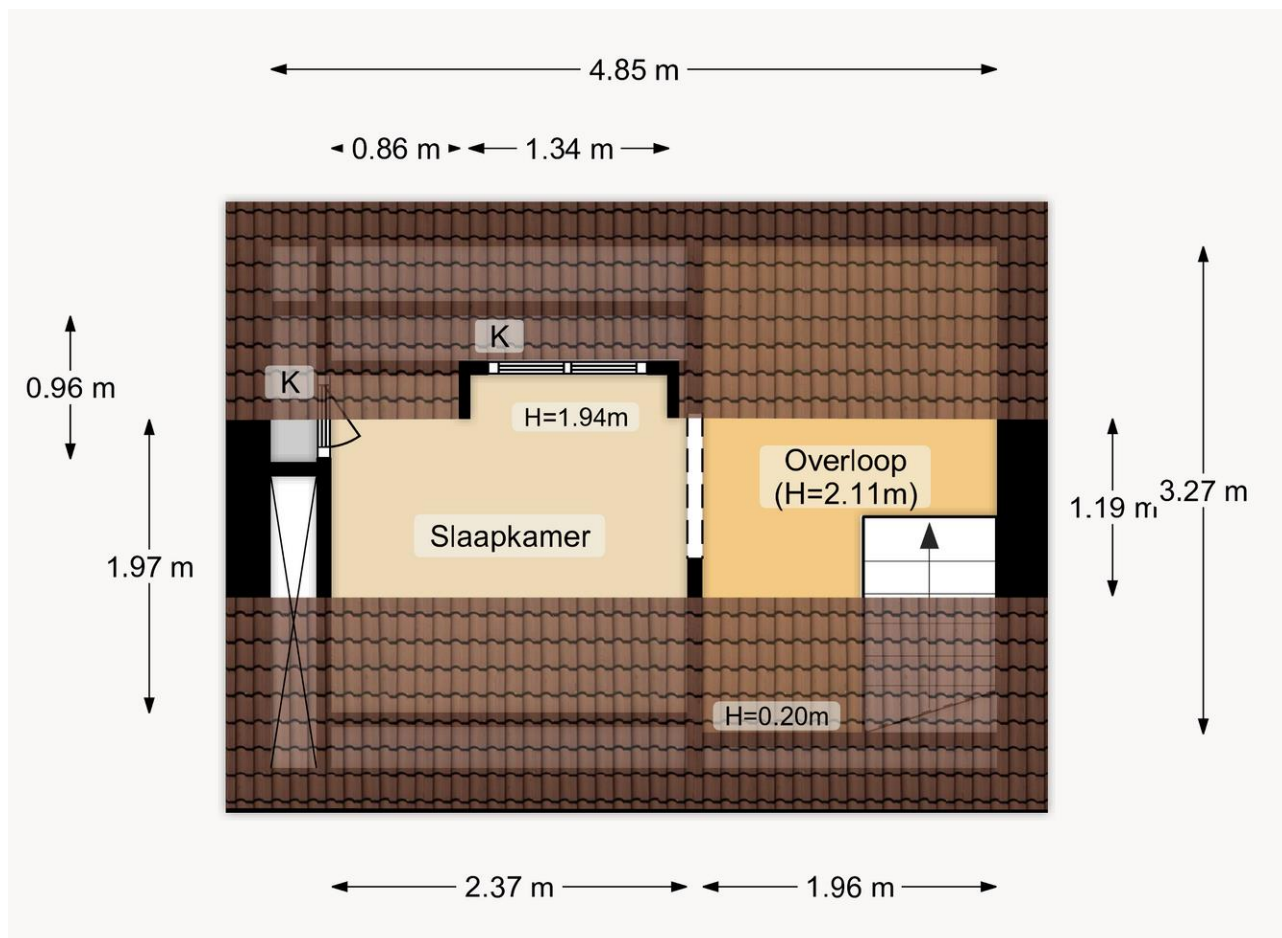 4.85 m
0.86 m
1.34 m
K
K
0.96 m
H=1.94m
Overloop
(H=2.11m)
3.27 m
1.19 m
Slaapkamer
1.97 m
H=0.20m
2.37 m
1.96 m